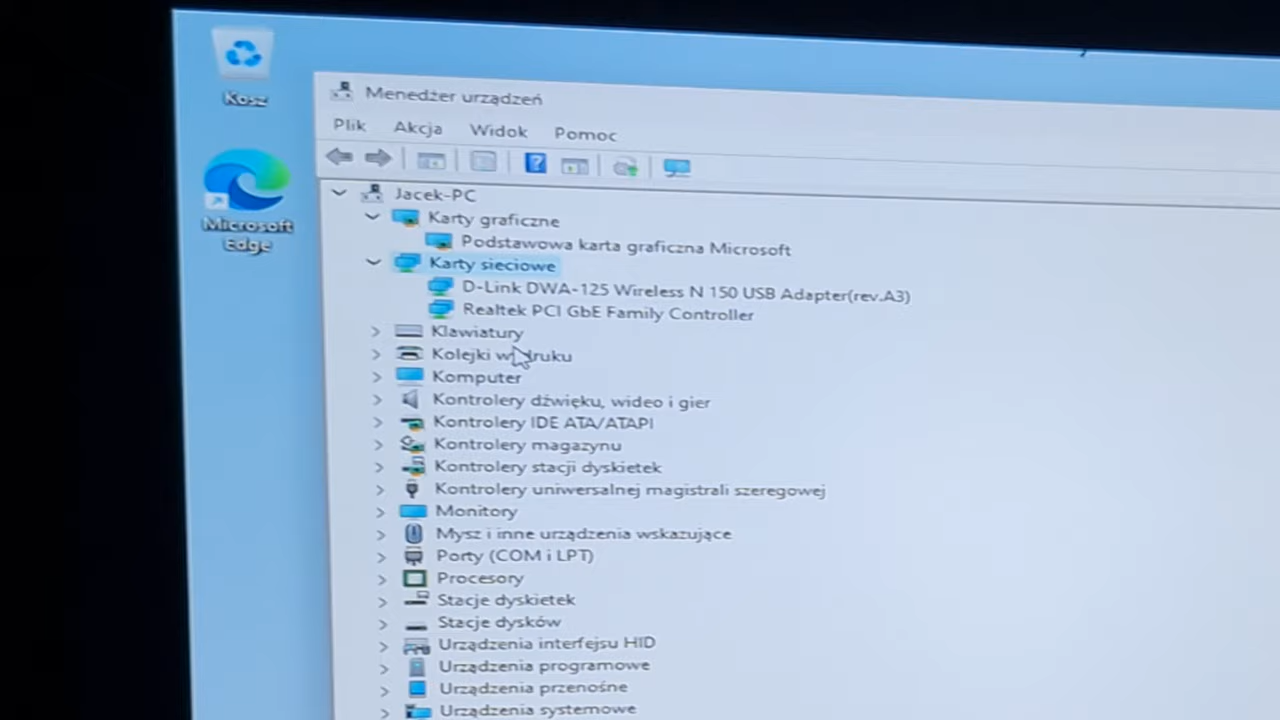 Kosz
Microsoft
Edge
Menedżer urządzeń
Plik Akcja Widok Pomoc
Jacek-PC
Karty graficzne
Podstawowa karta graficzna Microsoft
Karty sieciowe
D-Link DWA-125 Wireless N 150 USB Adapter(rev.A3)
Realtek PCI GbE Family Controller
Klawiatury
Kolejki wydruku
Komputer
Kontrolery dźwięku, wideo i gier
Kontrolery IDE ATA/ATAPI
Kontrolery magazynu
Kontrolery stacji dyskietek
Kontrolery uniwersalnej magistrali szeregowej
Monitory
Mysz i inne urządzenia wskazujące
Porty (COM i LPT)
Procesory
Stacje dyskietek
Stacje dysków
Urządzenia interfejsu HID
Urządzenia programowe
Urządzenia przenośne
Urządzenia systemowe